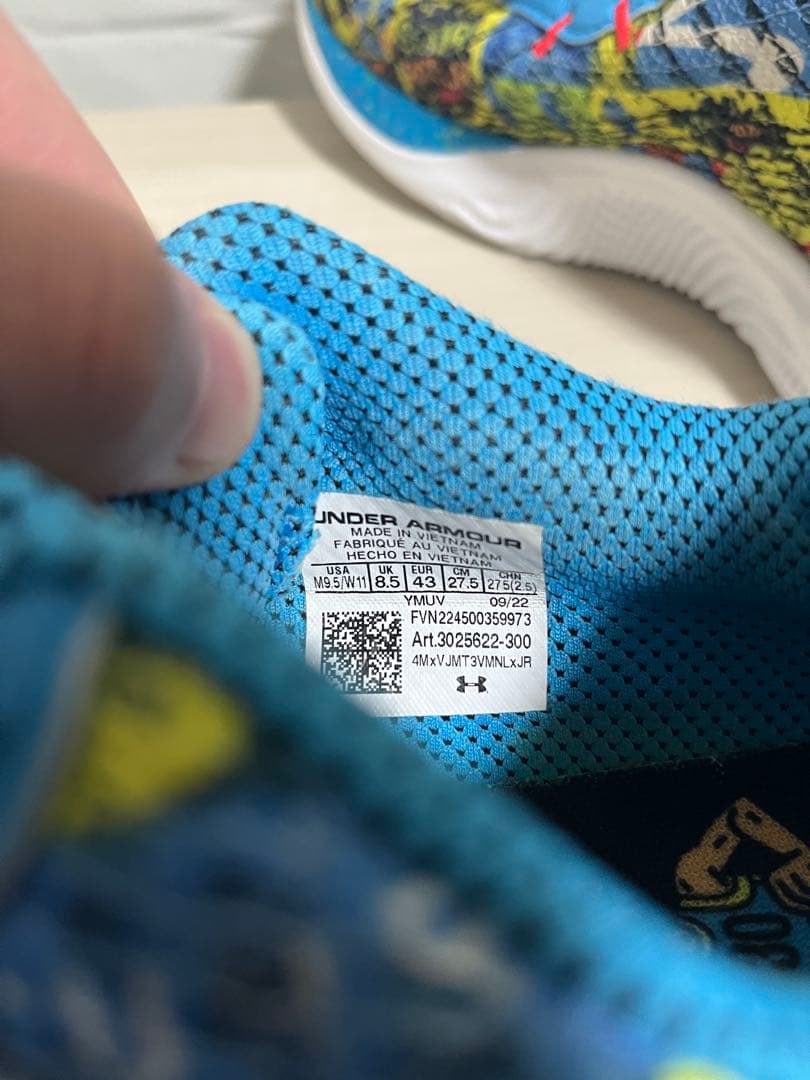 UNDER ARMOUR
MADE IN VIETNAM
FABRIQUÉ AU VIETNAM
HECHO EN VIETNAM
USA UK EUR CM CHN
M9.5/W11 8.5 43 27.5 27.5(2.5)
YMUV 09/22
FVN224500359973
Art.3025622-300
4MxVJMT3VMNLxJR